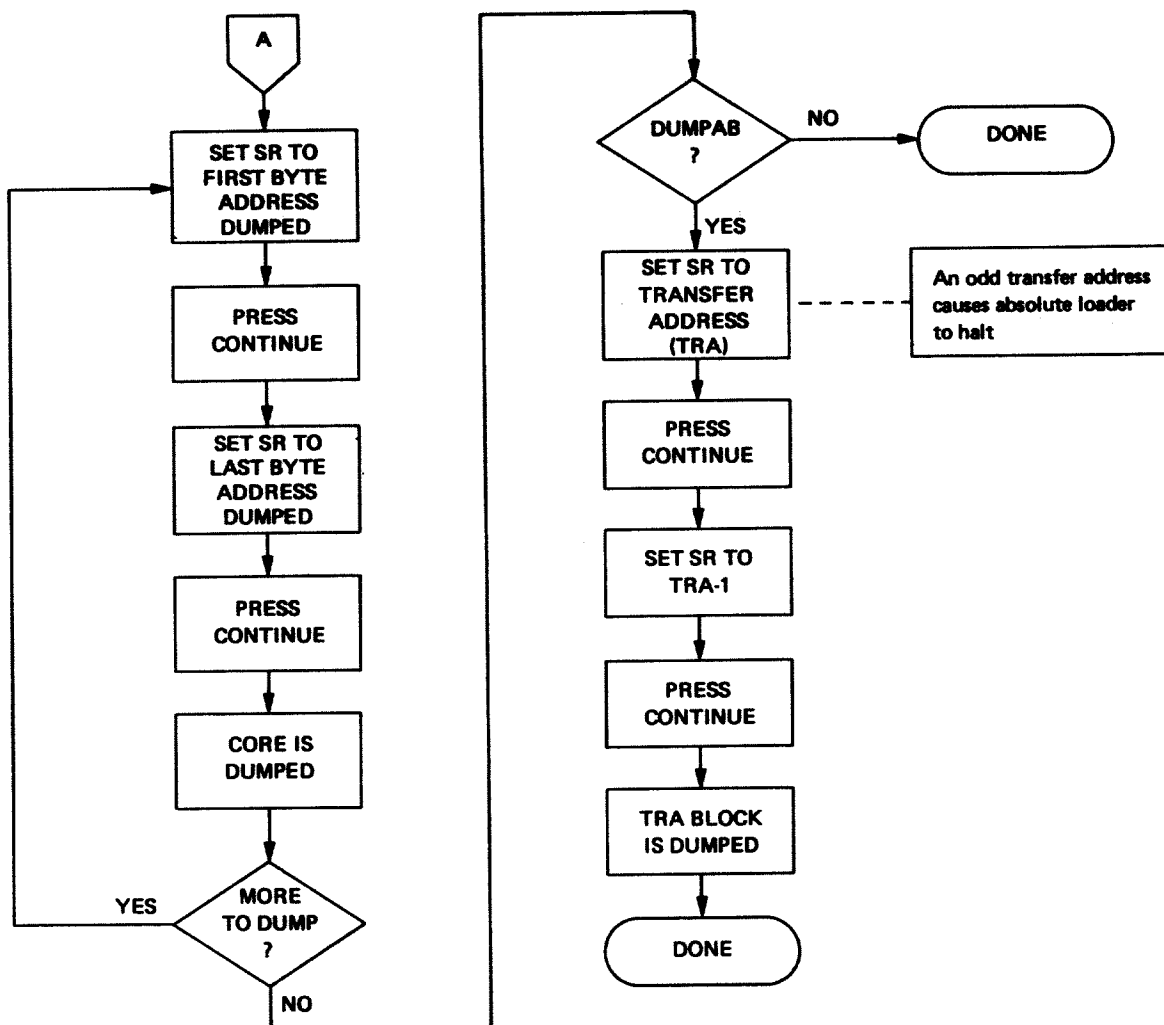 A
SET SR TO
FIRST BYTE
ADDRESS
DUMPED
PRESS
CONTINUE
SET SR TO
LAST BYTE
ADDRESS
DUMPED
PRESS
CONTINUE
CORE IS
DUMPED
YES
MORE
TO DUMP
?
NO
DUMPAB
?
NO
DONE
YES
SET SR TO
TRANSFER
ADDRESS
(TRA)
An odd transfer address
causes absolute loader
to halt
PRESS
CONTINUE
SET SR TO
TRA-1
PRESS
CONTINUE
TRA BLOCK
IS DUMPED
DONE